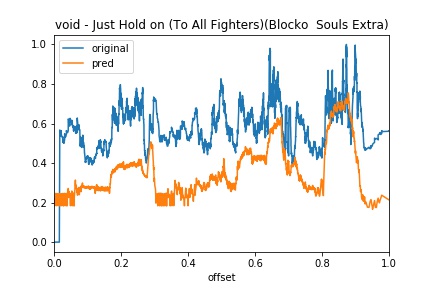 void - Just Hold on (To All Fighters)(Blocko  Souls Extra)
original
pred
1.0
0.8
0.6
0.4
0.2
0.0
0.0 0.2 0.4 0.6 0.8 1.0
offset